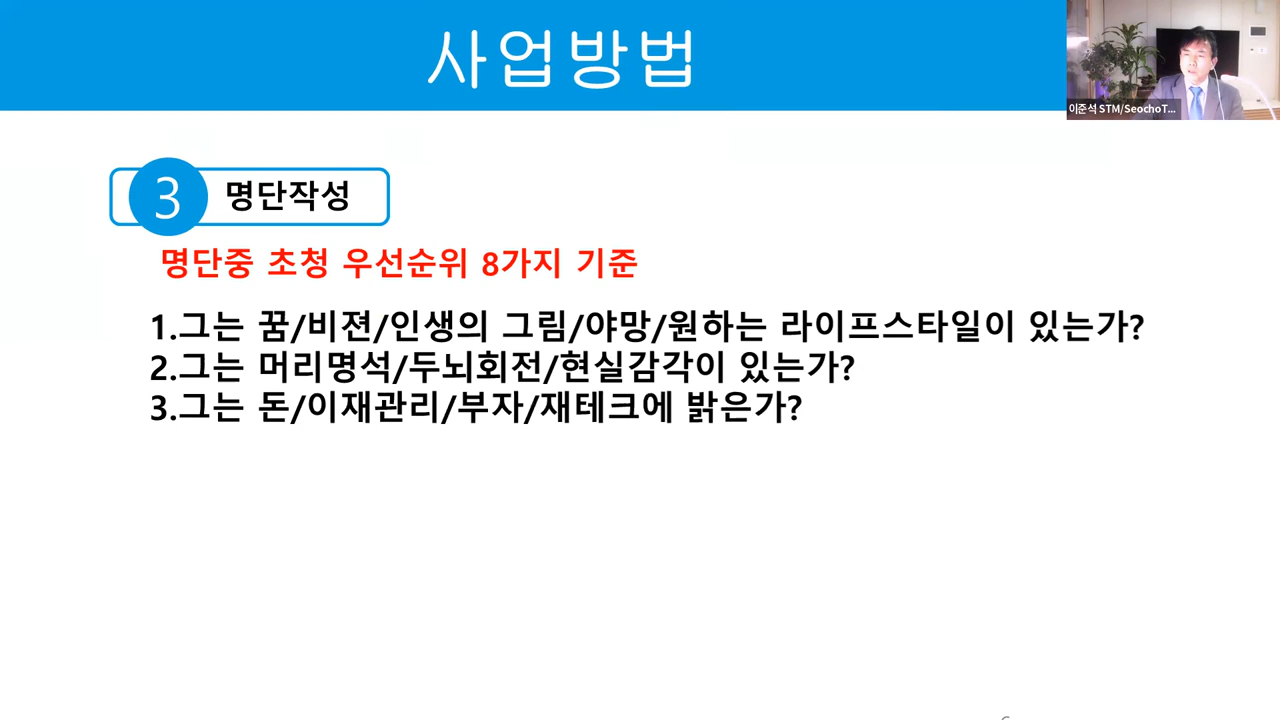 사업방법
이준석 STM/SeochoT...
3 명단작성
명단중 초청 우선순위 8가지 기준
1.그는 꿈/비젼/인생의 그림/야망/원하는 라이프스타일이 있는가?
2.그는 머리명석/두뇌회전/현실감각이 있는가?
3.그는 돈/이재관리/부자/재테크에 밝은가?